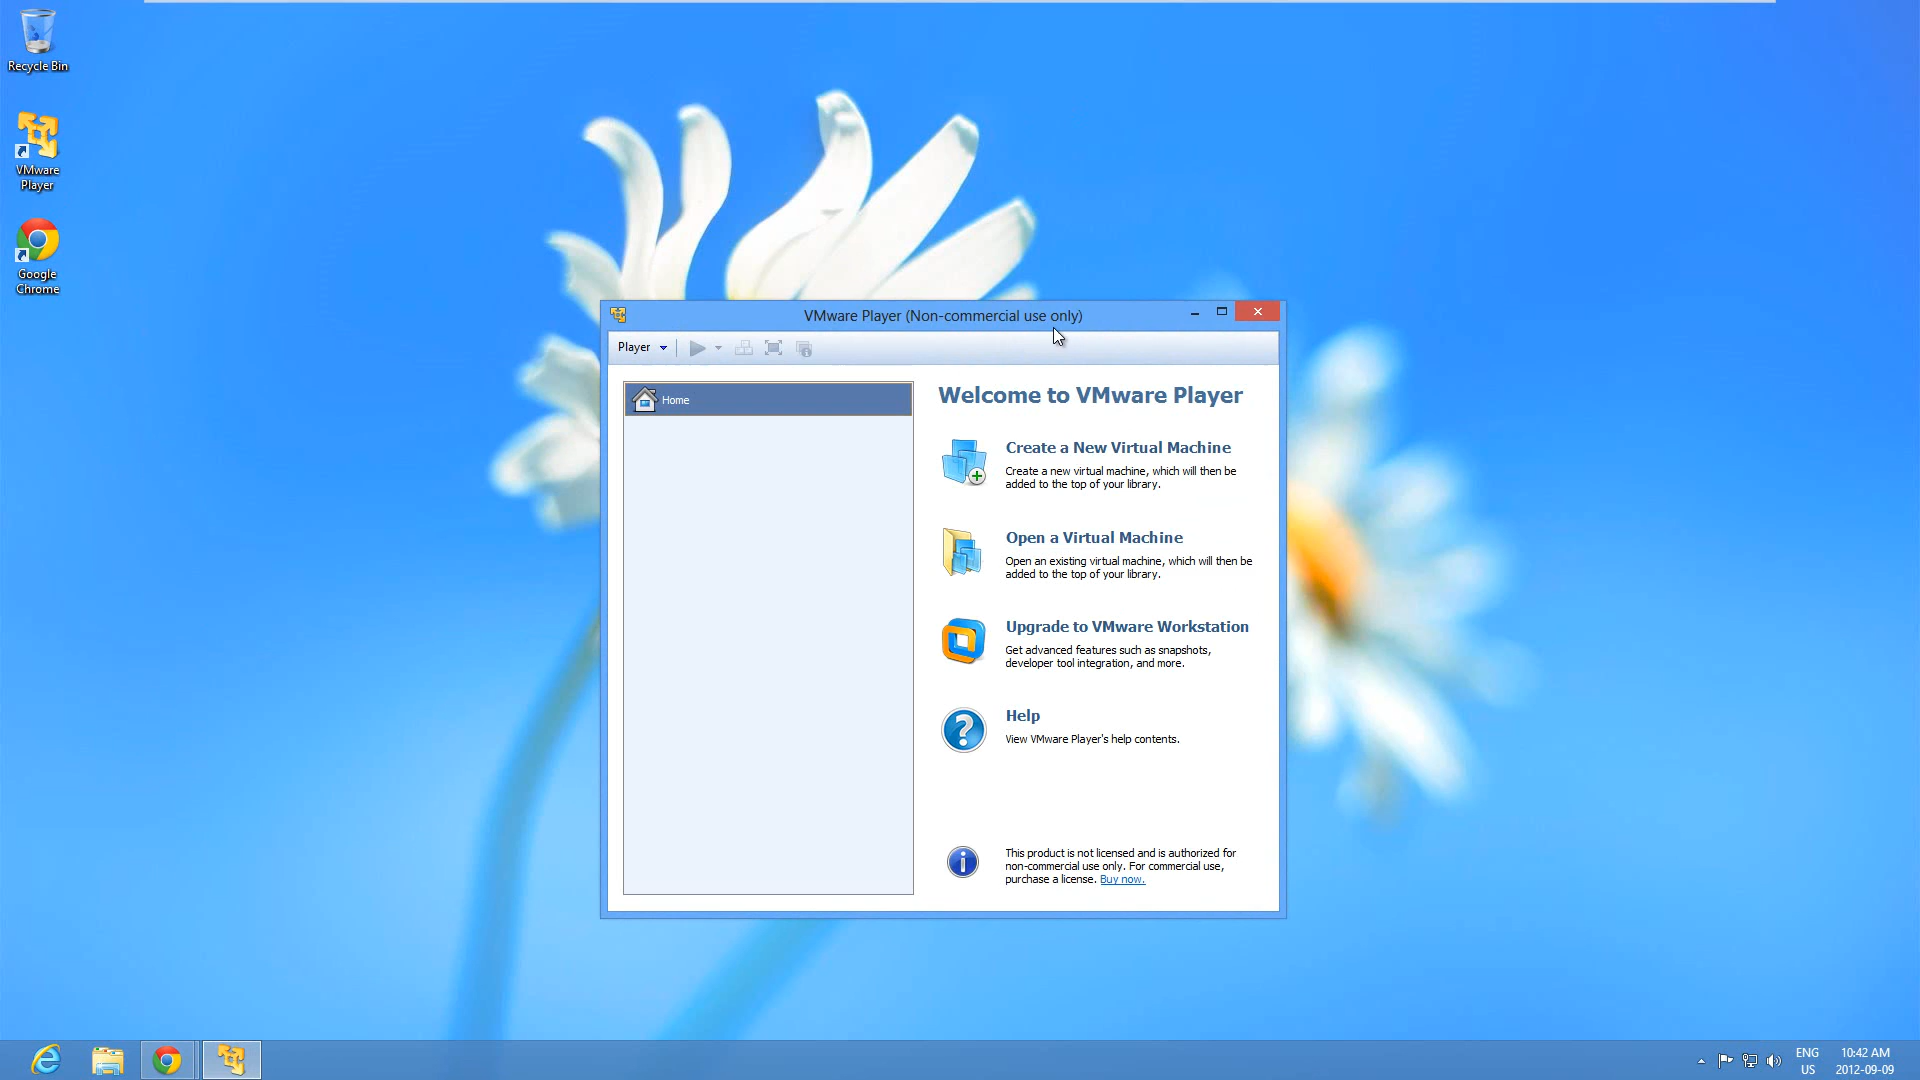 Recycle Bin
VMware
Player
Google
Chrome
VMware Player (Non-commercial use only)
Player
Home
Welcome to VMware Player
Create a New Virtual Machine
Create a new virtual machine, which will then be
added to the top of your library.
Open a Virtual Machine
Open an existing virtual machine, which will then be
added to the top of your library.
Upgrade to VMware Workstation
Get advanced features such as snapshots,
developer tool integration, and more.
Help
View VMware Player's help contents.
This product is not licensed and is authorized for
non-commercial use only. For commercial use,
purchase a license. Buy now.
ENG
US
10:42 AM
2012-09-09